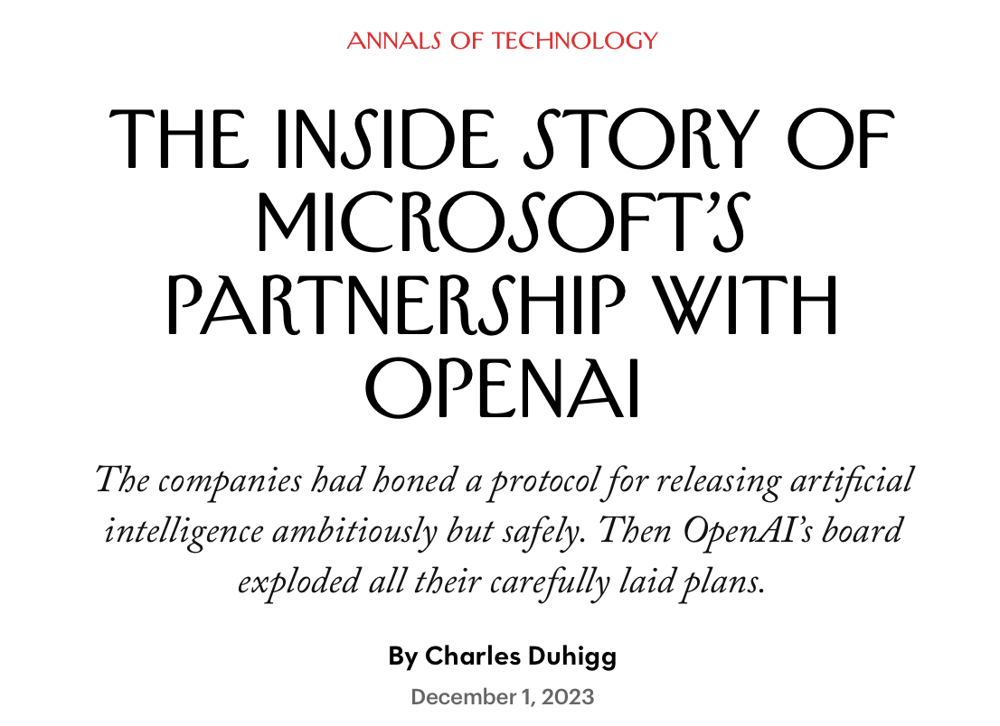 ANNALS OF TECHNOLOGY
THE INSIDE STORY OF
MICROSOFT’S
PARTNERSHIP WITH
OPENAI
The companies had honed a protocol for releasing artificial
intelligence ambitiously but safely. Then OpenAI’s board
exploded all their carefully laid plans.
By Charles Duhigg
December 1, 2023